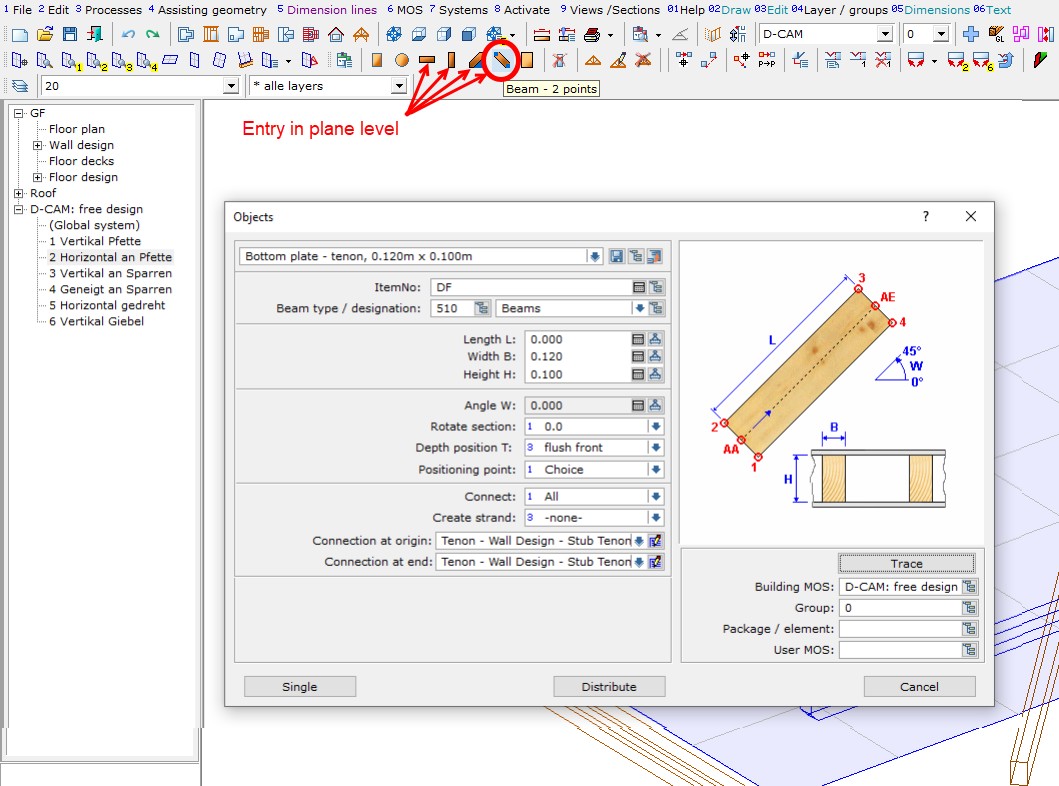 1 File 2 Edit 3 Processes 4 Assisting geometry 5 Dimension lines 6 MOS 7 Systems 8 Activate 9 Views /Sections 01Help 02Draw 03Edit 04Layer / groups 05Dimensions 06Text
GL D-CAM 0
1 2 3 4 P→P 1 1 2 6
20 * alle layers
Beam - 2 points
Entry in plane level
GF
Floor plan
Wall design
Floor decks
Floor design
Roof
D-CAM: free design
(Global system)
1 Vertikal Pfette
2 Horizontal an Pfette
3 Vertikal an Sparren
4 Geneigt an Sparren
5 Horizontal gedreht
6 Vertikal Giebel
Objects ?
Bottom plate - tenon, 0.120m x 0.100m
ItemNo: DF
Beam type / designation: 510 Beams
Length L: 0.000
Width B: 0.120
Height H: 0.100
Angle W: 0.000
Rotate section: 1 0.0
Depth position T: 3 flush front
Positioning point: 1 Choice
Connect: 1 All
Create strand: 3 -none-
Connection at origin: Tenon - Wall Design - Stub Tenon
Connection at end: Tenon - Wall Design - Stub Tenon
3
AE
4
L
45°
W
0°
2
AA
1
B
H
Trace
Building MOS: D-CAM: free design
Group: 0
Package / element:
User MOS:
Single Distribute Cancel